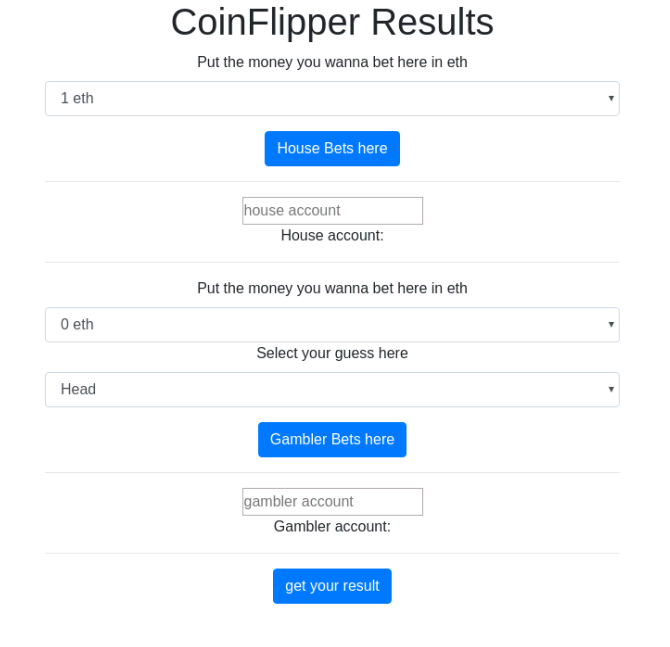 CoinFlipper Results
Put the money you wanna bet here in eth
1 eth
House Bets here
house account
House account:
Put the money you wanna bet here in eth
0 eth
Select your guess here
Head
Gambler Bets here
gambler account
Gambler account:
get your result